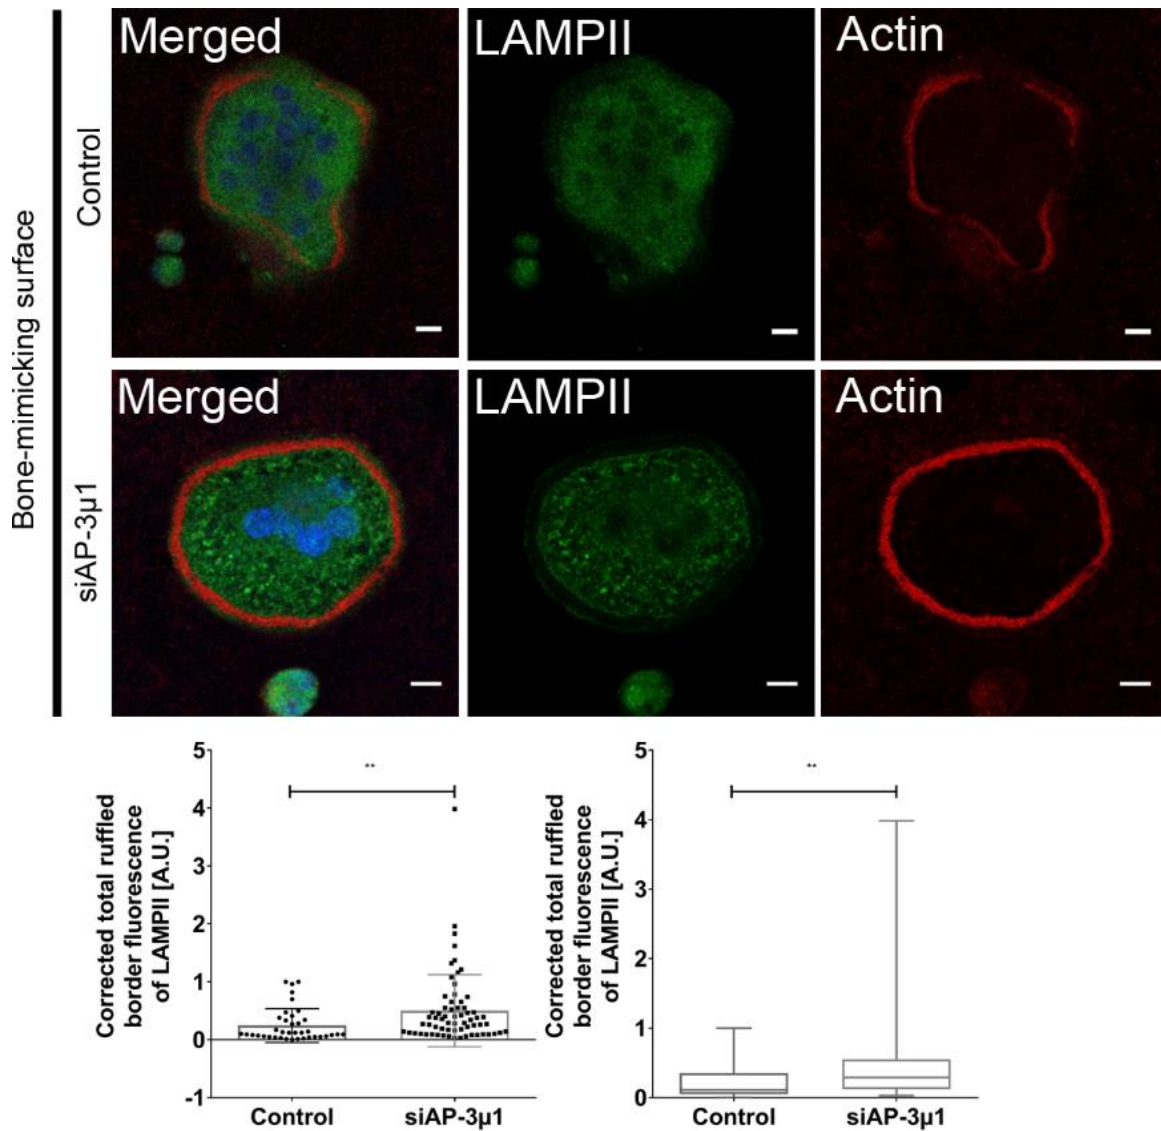 Bone-mimicking surface
Control
Merged
LAMPII
Actin
siAP-3µ1
Merged
LAMPII
Actin
Corrected total ruffled
border fluorescence
of LAMPII [A.U.]
5
4
3
2
1
0
-1
**
Control
siAP-3µ1
Corrected total ruffled
border fluorescence
of LAMPII [A.U.]
5
4
3
2
1
0
**
Control
siAP-3µ1